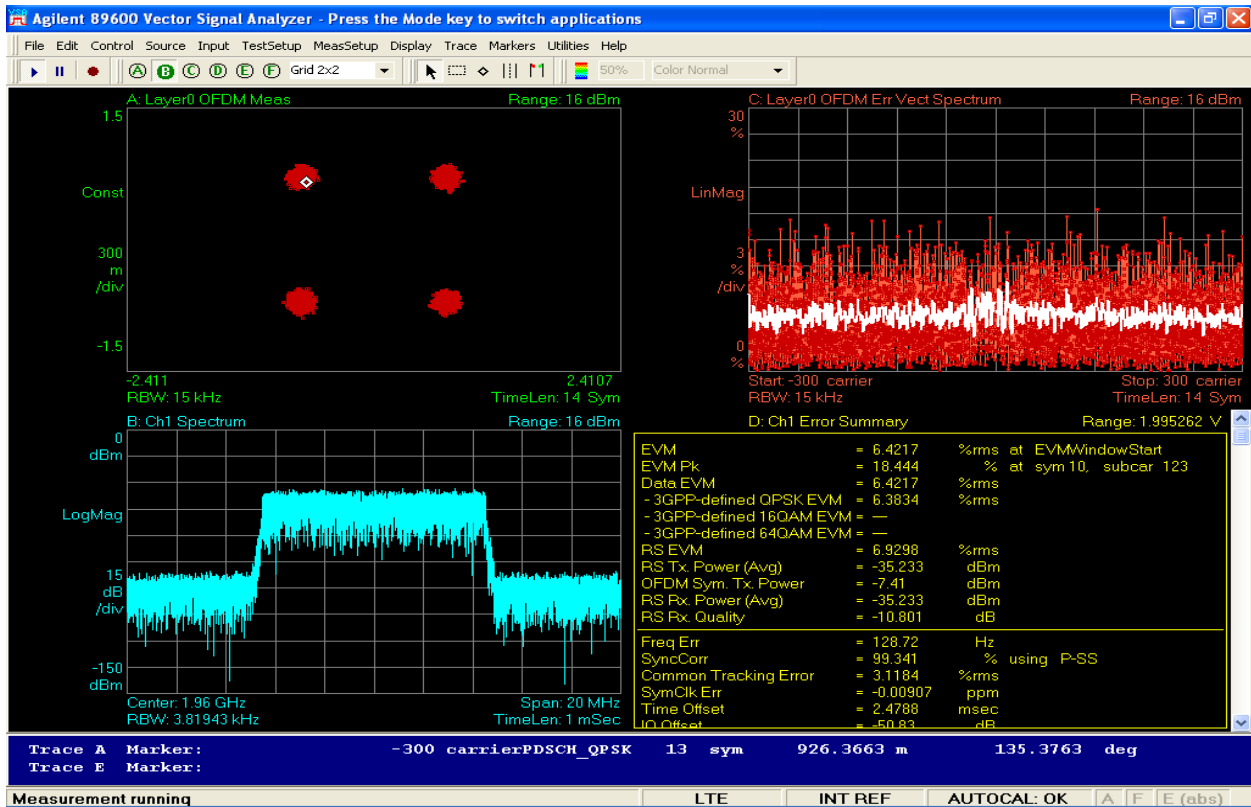 Agilent 89600 Vector Signal Analyzer - Press the Mode key to switch applications
File Edit Control Source Input TestSetup MeasSetup Display Trace Markers Utilities Help
A B C D E F Grid 2x2 50% Color Normal
A: Layer0 OFDM Meas Range: 16 dBm
1.5
Const
300
m
/div
-1.5
-2.411 2.4107
RBW: 15 kHz TimeLen: 14 Sym
C: Layer0 OFDM Err Vect Spectrum Range: 16 dBm
30
%
LinMag
3
%
/div
0
%
Start: -300 carrier Stop: 300 carrier
RBW: 15 kHz TimeLen: 14 Sym
B: Ch1 Spectrum Range: 16 dBm
0
dBm
LogMag
15
dB
/div
-150
dBm
Center: 1.96 GHz Span: 20 MHz
RBW: 3.81943 kHz TimeLen: 1 mSec
D: Ch1 Error Summary Range: 1.995262 V
EVM = 6.4217 %rms at EVMWindowStart
EVM Pk = 18.444 % at sym 10, subcar 123
Data EVM = 6.4217 %rms
- 3GPP-defined QPSK EVM = 6.3834 %rms
- 3GPP-defined 16QAM EVM = —
- 3GPP-defined 64QAM EVM = —
RS EVM = 6.9298 %rms
RS Tx. Power (Avg) = -35.233 dBm
OFDM Sym. Tx. Power = -7.41 dBm
RS Rx. Power (Avg) = -35.233 dBm
RS Rx. Quality = -10.801 dB
Freq Err = 128.72 Hz
SyncCorr = 99.341 % using P-SS
Common Tracking Error = 3.1184 %rms
SymClk Err = -0.00907 ppm
Time Offset = 2.4788 msec
IQ Offset = -50.83 dB
Trace A Marker: -300 carrierPDSCH_QPSK 13 sym 926.3663 m 135.3763 deg
Trace E Marker:
Measurement running LTE INT REF AUTOCAL: OK A F E (abs)